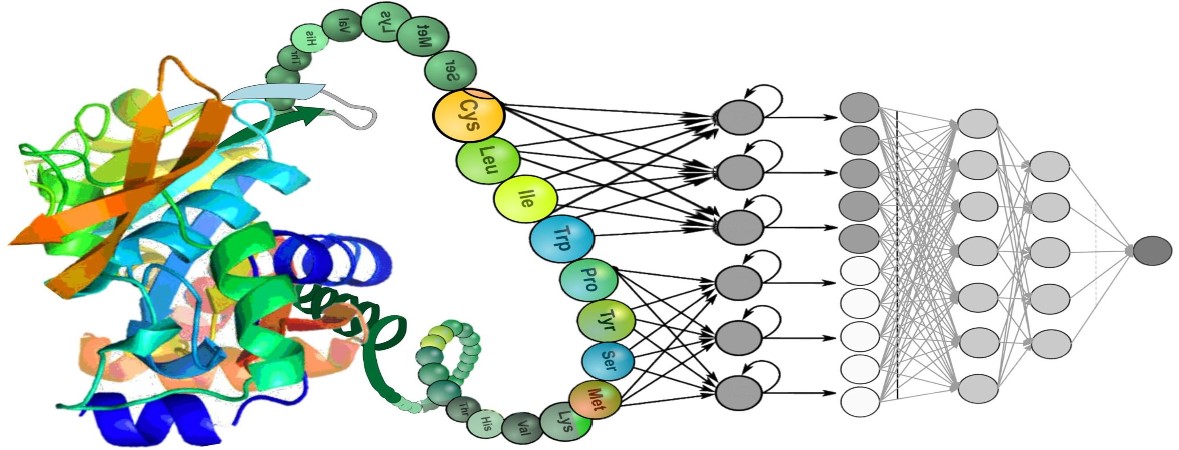 Thr
His
Val
Lys
Met
Ser
Cys
Leu
Ile
Trp
Pro
Tyr
Ser
Met
Lys
Val
His
Thr